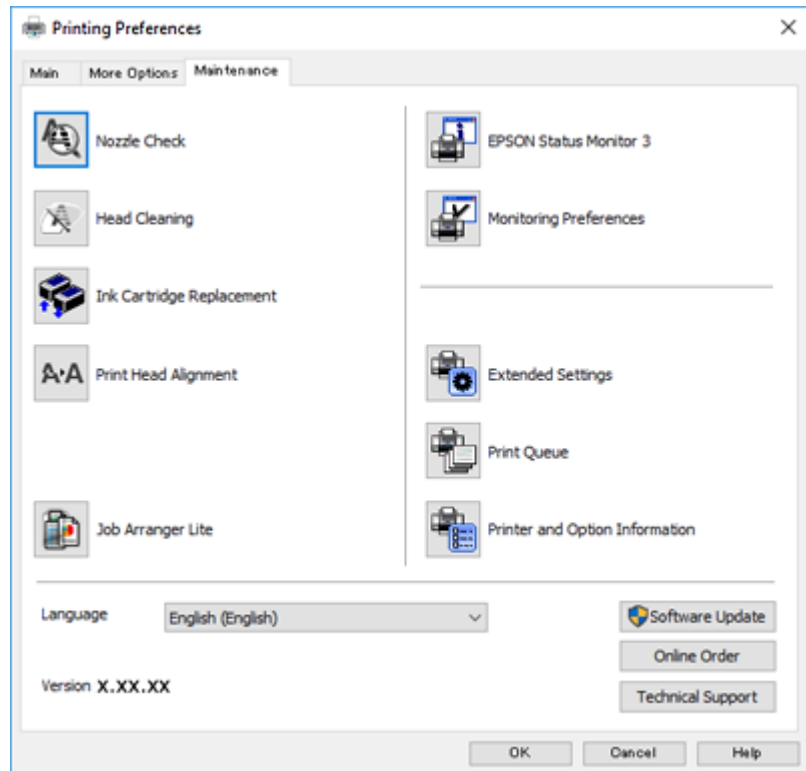 Printing Preferences
Main
More Options
Maintenance
Nozzle Check
Head Cleaning
Ink Cartridge Replacement
A·A Print Head Alignment
Job Arranger Lite
EPSON Status Monitor 3
Monitoring Preferences
Extended Settings
Print Queue
Printer and Option Information
Language
English (English)
Version X.XX.XX
Software Update
Online Order
Technical Support
OK
Cancel
Help